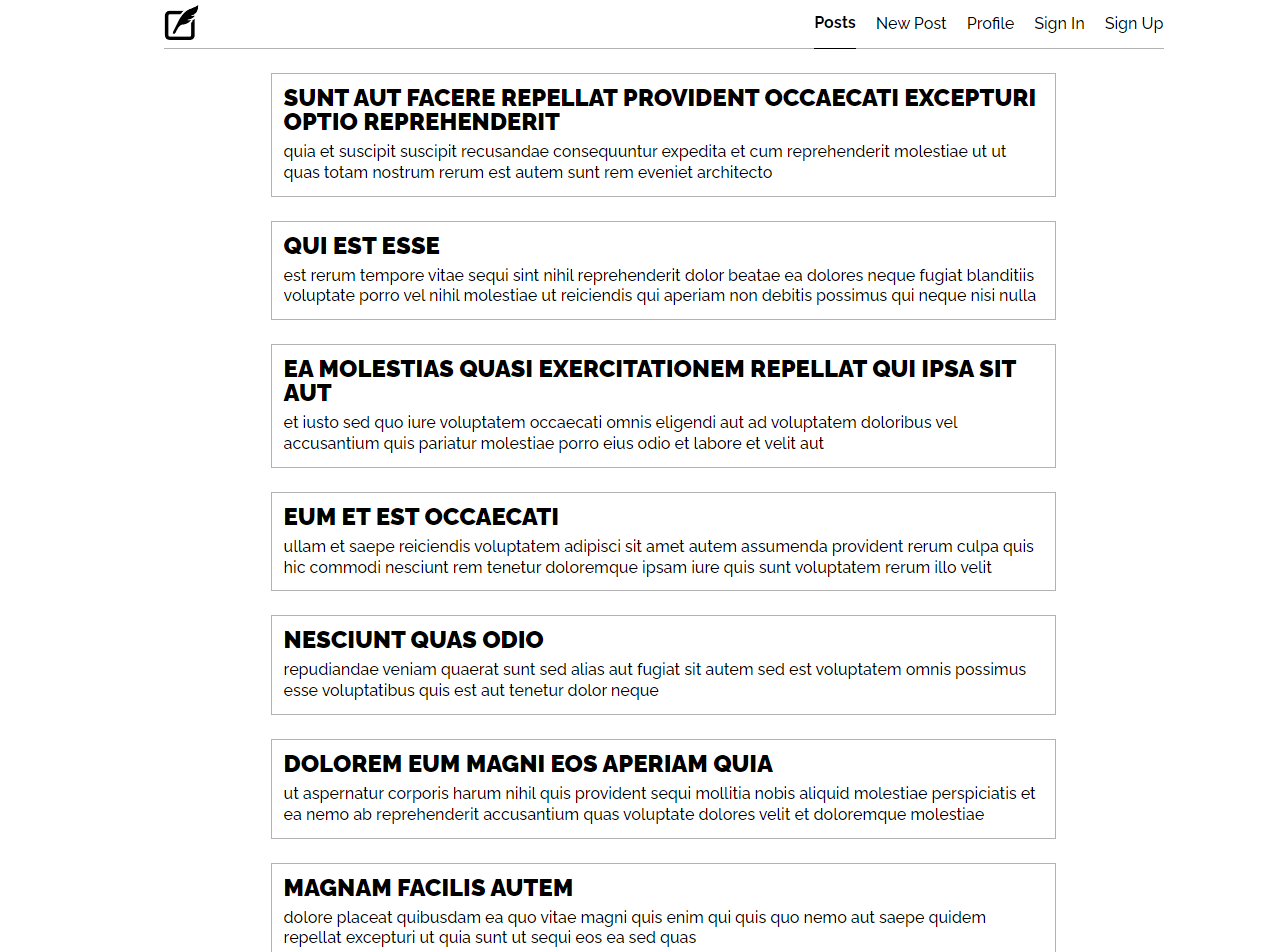 Posts New Post Profile Sign In Sign Up
SUNT AUT FACERE REPELLAT PROVIDENT OCCAECATI EXCEPTURI
OPTIO REPREHENDERIT
quia et suscipit suscipit recusandae consequuntur expedita et cum reprehenderit molestiae ut ut
quas totam nostrum rerum est autem sunt rem eveniet architecto
QUI EST ESSE
est rerum tempore vitae sequi sint nihil reprehenderit dolor beatae ea dolores neque fugiat blanditiis
voluptate porro vel nihil molestiae ut reiciendis qui aperiam non debitis possimus qui neque nisi nulla
EA MOLESTIAS QUASI EXERCITATIONEM REPELLAT QUI IPSA SIT
AUT
et iusto sed quo iure voluptatem occaecati omnis eligendi aut ad voluptatem doloribus vel
accusantium quis pariatur molestiae porro eius odio et labore et velit aut
EUM ET EST OCCAECATI
ullam et saepe reiciendis voluptatem adipisci sit amet autem assumenda provident rerum culpa quis
hic commodi nesciunt rem tenetur doloremque ipsam iure quis sunt voluptatem rerum illo velit
NESCIUNT QUAS ODIO
repudiandae veniam quaerat sunt sed alias aut fugiat sit autem sed est voluptatem omnis possimus
esse voluptatibus quis est aut tenetur dolor neque
DOLOREM EUM MAGNI EOS APERIAM QUIA
ut aspernatur corporis harum nihil quis provident sequi mollitia nobis aliquid molestiae perspiciatis et
ea nemo ab reprehenderit accusantium quas voluptate dolores velit et doloremque molestiae
MAGNAM FACILIS AUTEM
dolore placeat quibusdam ea quo vitae magni quis enim qui quis quo nemo aut saepe quidem
repellat excepturi ut quia sunt ut sequi eos ea sed quas